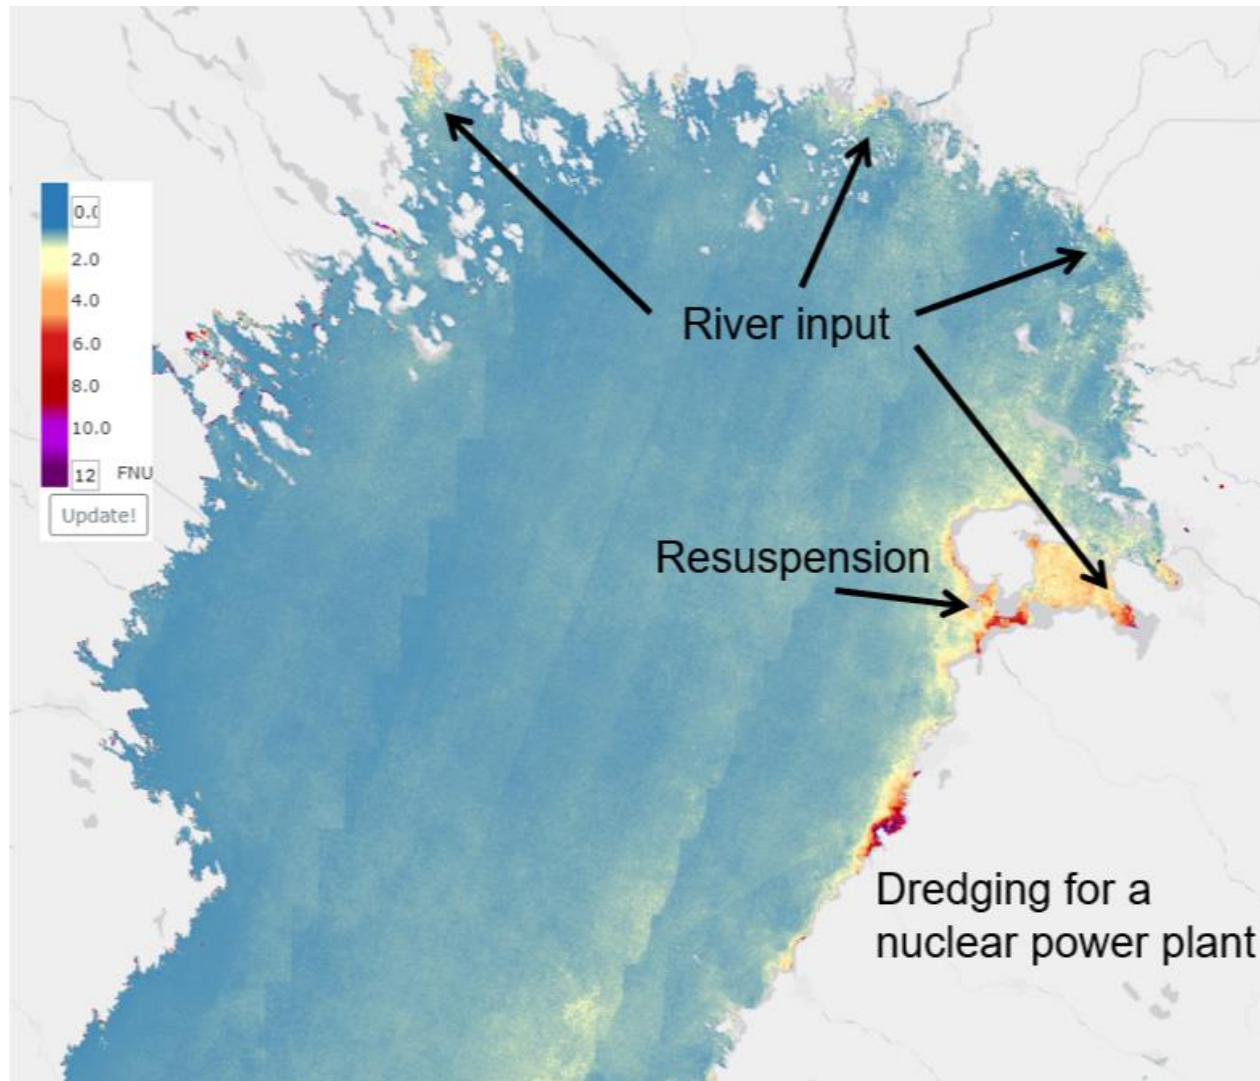 0.(
2.0
4.0
6.0
8.0
10.0
12 FNU
Update!
River input
Resuspension
Dredging for a
nuclear power plant